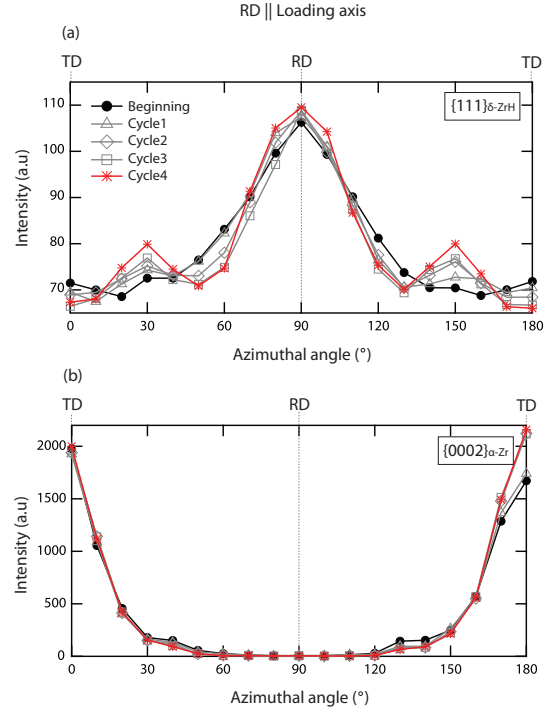 RD || Loading axis
(a)
TD RD TD
110
100
90
80
70
Intensity (a.u)
Beginning
Cycle1
Cycle2
Cycle3
Cycle4
{111}δ-ZrH
0 30 60 90 120 150 180
Azimuthal angle (°)
(b)
TD RD TD
2000
1500
1000
500
0
Intensity (a.u)
{0002}α-Zr
0 30 60 90 120 150 180
Azimuthal angle (°)